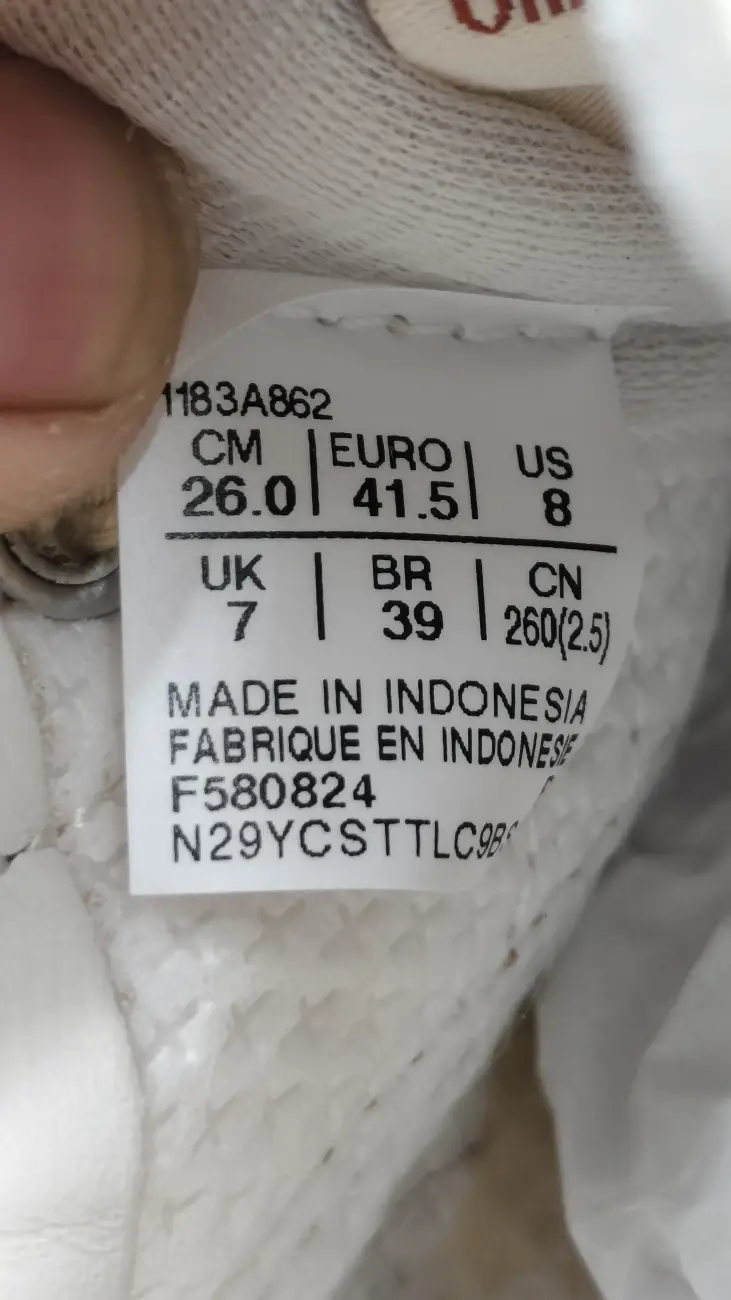 1183A862
CM | EURO | US
26.0 | 41.5 | 8
UK | BR | CN
7 | 39 | 260(2.5)
MADE IN INDONESIA
FABRIQUE EN INDONESIE
F580824